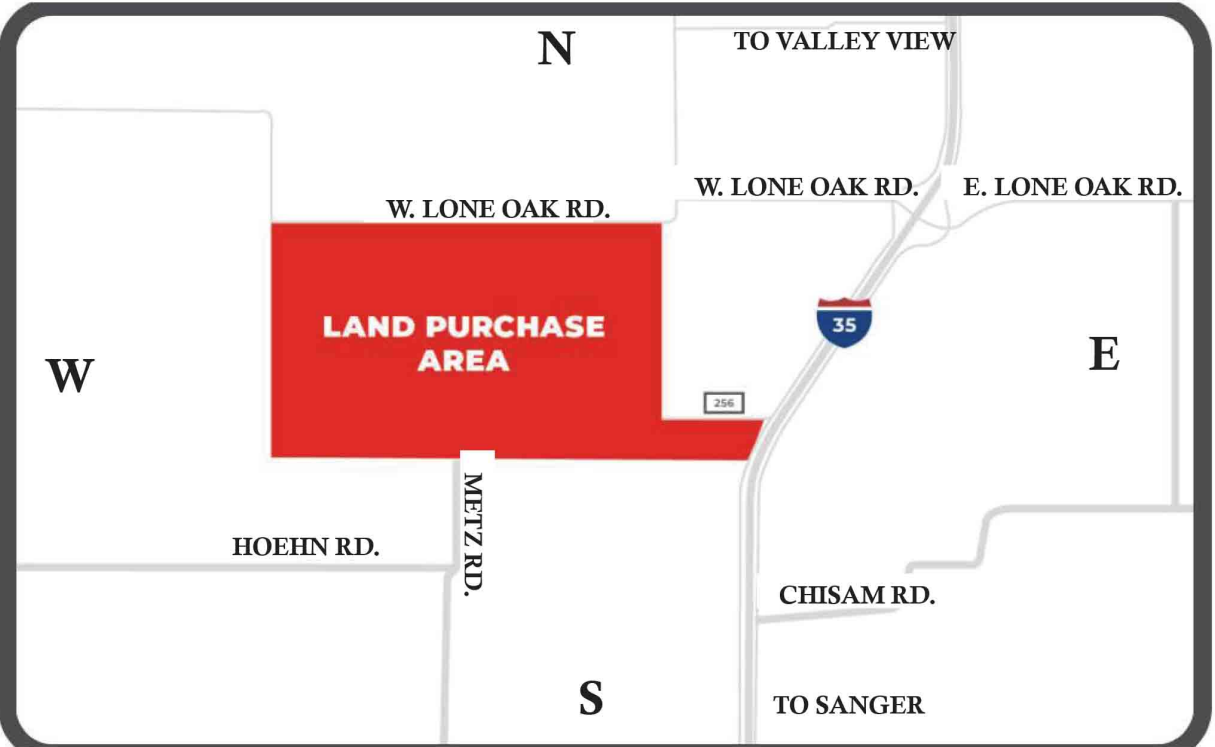 N
TO VALLEY VIEW
W. LONE OAK RD.
E. LONE OAK RD.
W. LONE OAK RD.
LAND PURCHASE
AREA
35
W
E
256
METZ RD.
HOEHN RD.
CHISAM RD.
S
TO SANGER